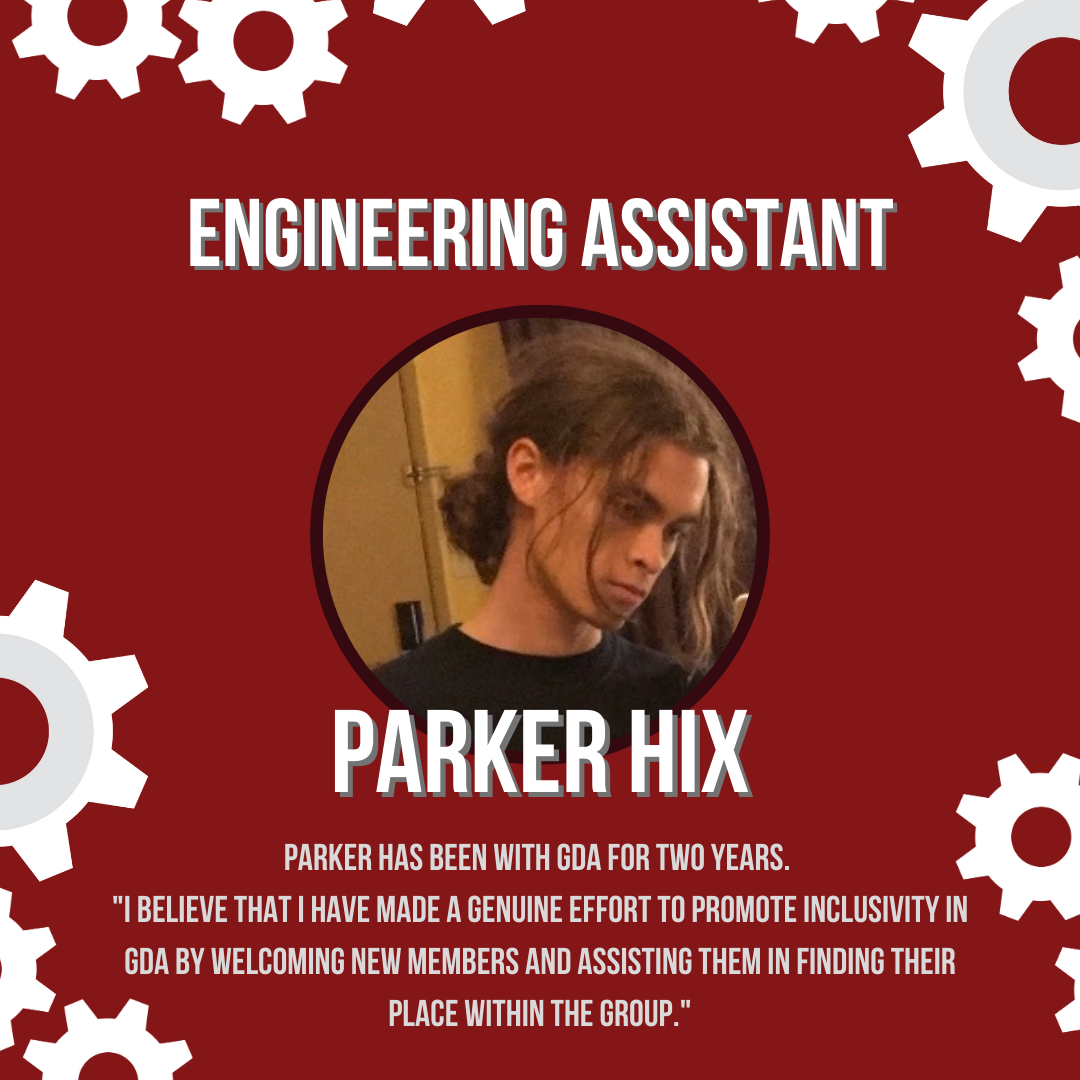 ENGINEERING ASSISTANT
PARKER HIX
PARKER HAS BEEN WITH GDA FOR TWO YEARS.
"I BELIEVE THAT I HAVE MADE A GENUINE EFFORT TO PROMOTE INCLUSIVITY IN
GDA BY WELCOMING NEW MEMBERS AND ASSISTING THEM IN FINDING THEIR
PLACE WITHIN THE GROUP."